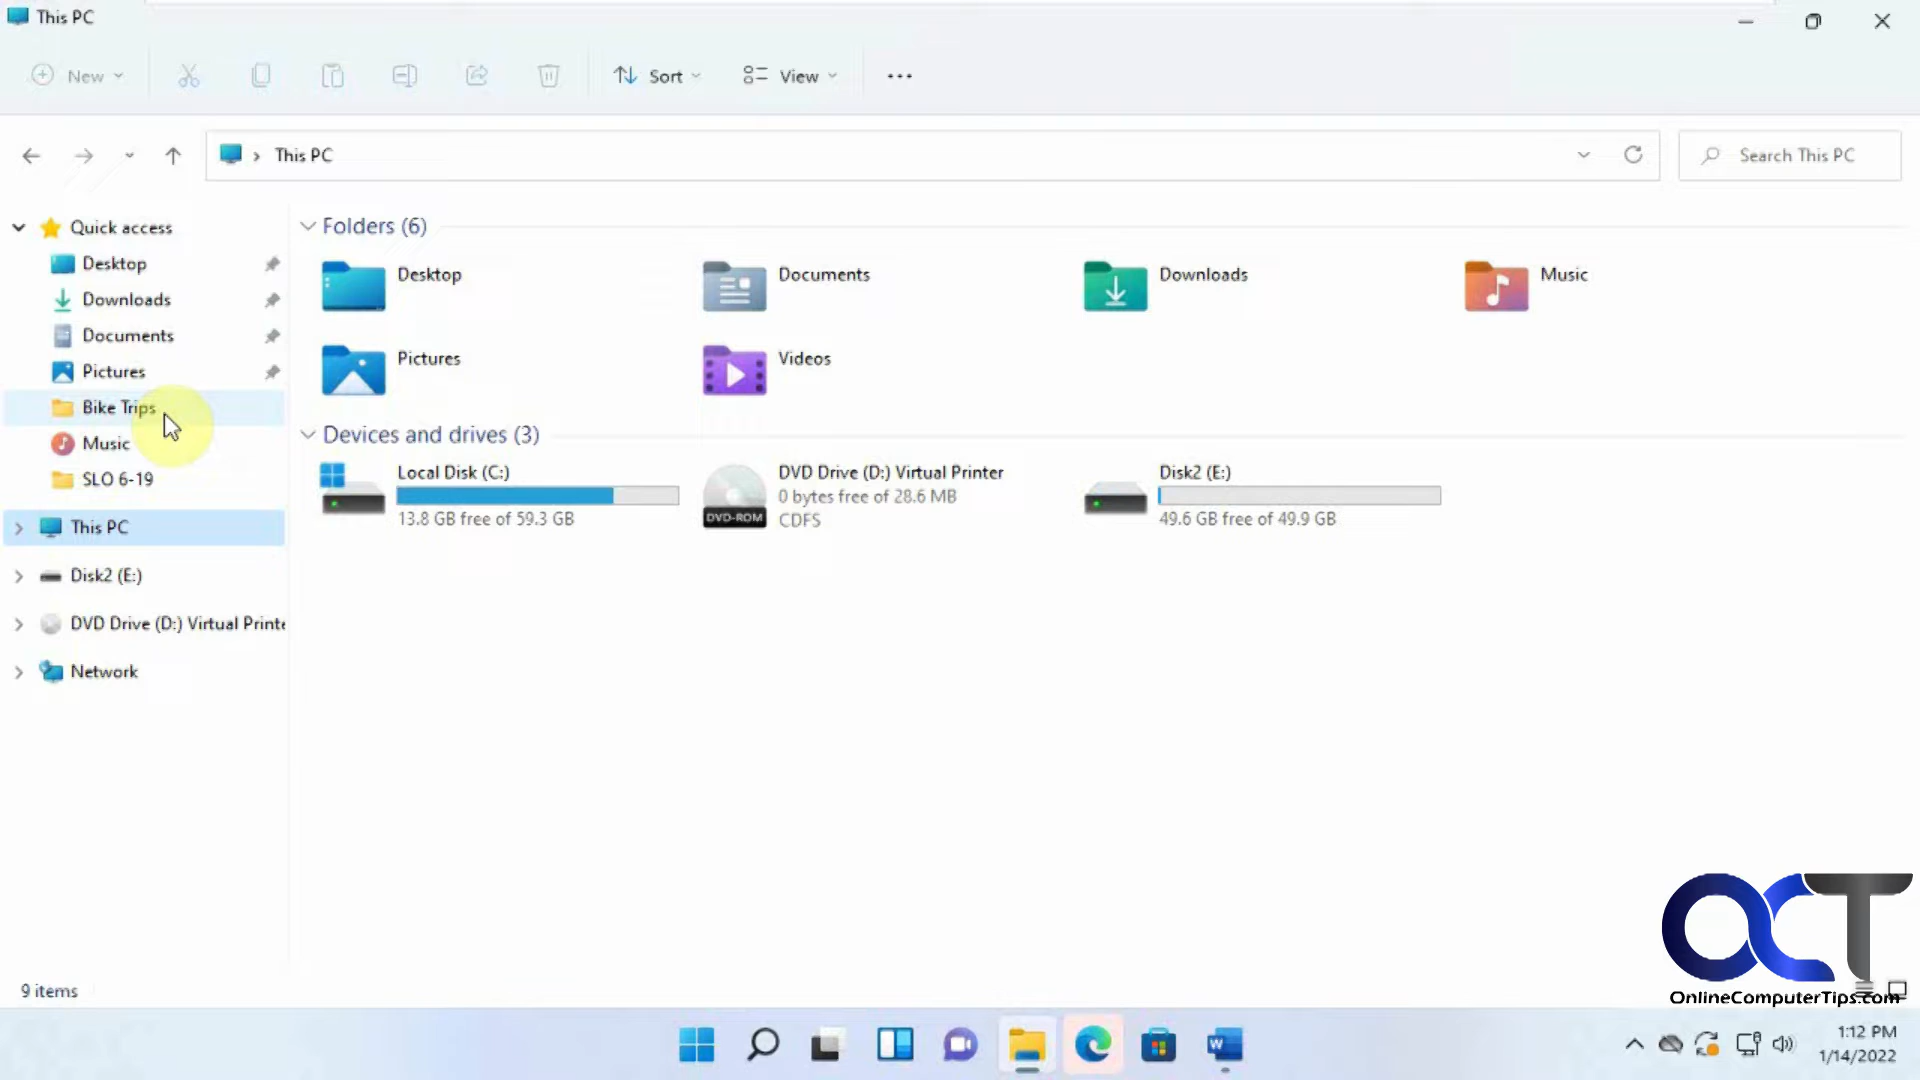 This PC
New
Sort
View
This PC
Search This PC
Quick access
Desktop
Downloads
Documents
Pictures
Bike Trips
Music
SLO 6-19
This PC
Disk2 (E:)
DVD Drive (D:) Virtual Printe
Network
Folders (6)
Desktop
Documents
Downloads
Music
Pictures
Videos
Devices and drives (3)
Local Disk (C:)
13.8 GB free of 59.3 GB
DVD Drive (D:) Virtual Printer
0 bytes free of 28.6 MB
CDFS
DVD-ROM
Disk2 (E:)
49.6 GB free of 49.9 GB
9 items
OCT
OnlineComputerTips.com
W
1:12 PM
1/14/2022